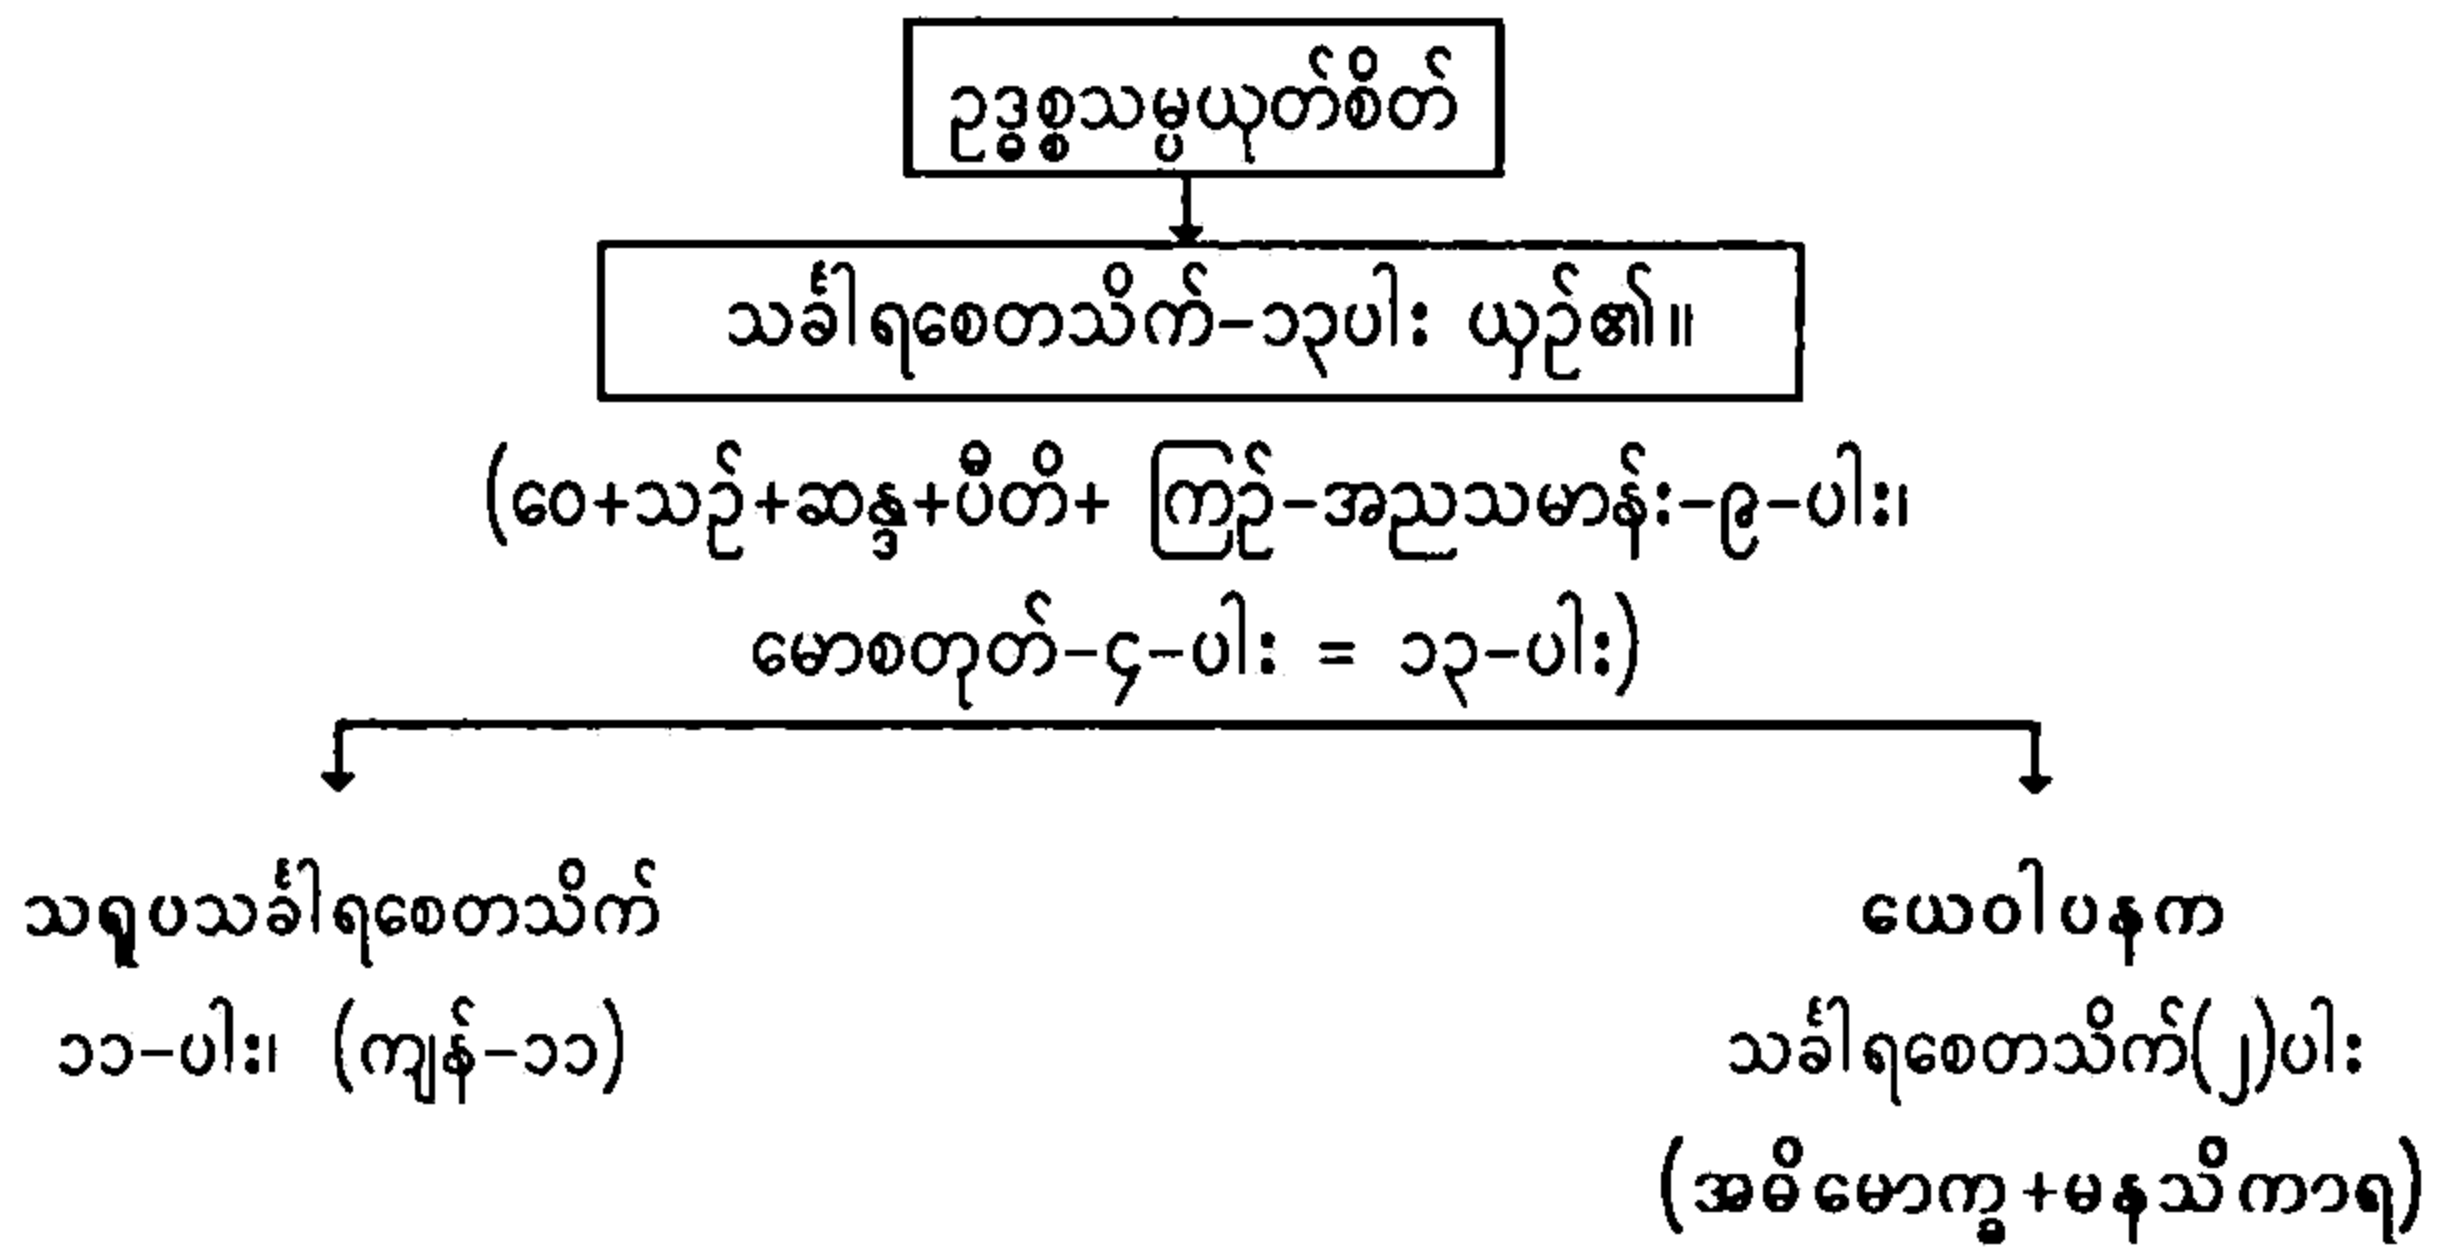 ဥဒ္ဓစ္စသမ္ပယုတ်စိတ်
သင်္ခါရစေတသိက်-၁၃ပါး ယှဉ်၏။
(ဝေ+သဉ်+ဆန္ဒ+ပီတိ+ ကြဉ်-အညသမာန်း-၉-ပါး၊
မောစတုတ်-၄-ပါး = ၁၃-ပါး)
သရူပသင်္ခါရစေတသိက်
၁၁-ပါး၊ (ကျန်-၁၁)
ယေဝါပနက
သင်္ခါရစေတသိက်(၂)ပါး
(အဓိမောက္ခ+မနသိကာရ)